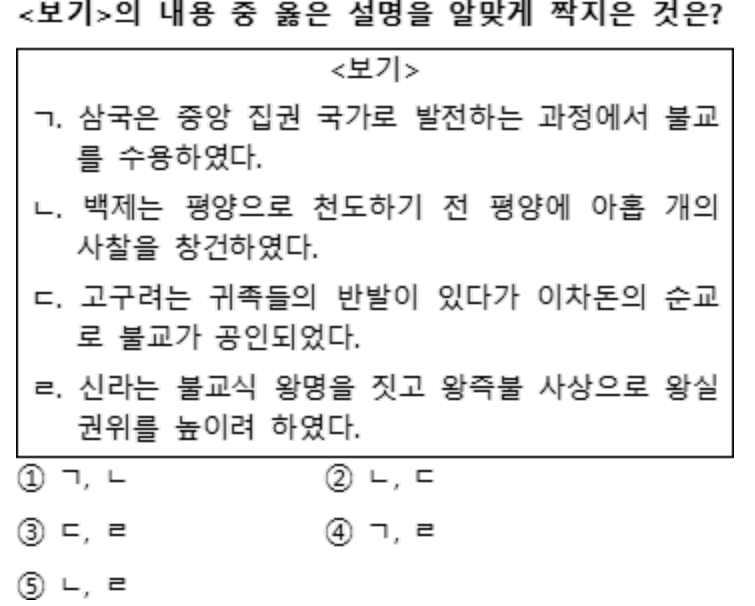 <보기>의 내용 중 옳은 설명을 알맞게 짝지은 것은?
<보기>
ㄱ. 삼국은 중앙 집권 국가로 발전하는 과정에서 불교
를 수용하였다.
ㄴ. 백제는 평양으로 천도하기 전 평양에 아홉 개의
사찰을 창건하였다.
ㄷ. 고구려는 귀족들의 반발이 있다가 이차돈의 순교
로 불교가 공인되었다.
ㄹ. 신라는 불교식 왕명을 짓고 왕즉불 사상으로 왕실
권위를 높이려 하였다.
① ㄱ, ㄴ ② ㄴ, ㄷ
③ ㄷ, ㄹ ④ ㄱ, ㄹ
⑤ ㄴ, ㄹ